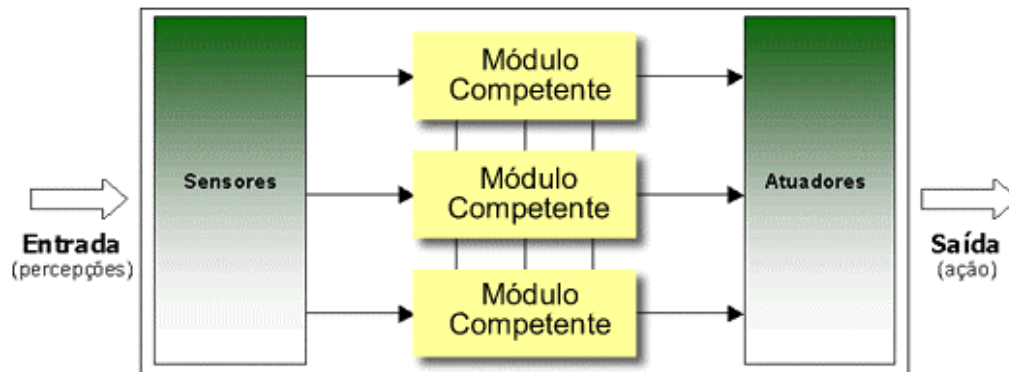 Módulo
Competente
Sensores
Módulo
Competente
Atuadores
Entrada
(percepções)
Saída
(ação)
Módulo
Competente